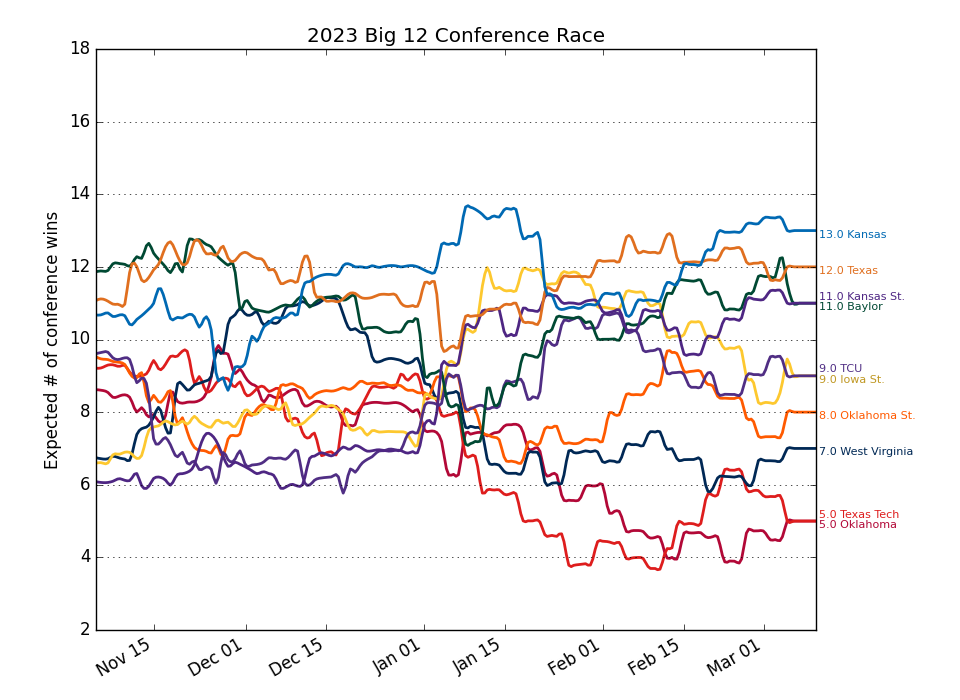 2023 Big 12 Conference Race
Expected # of conference wins
18
16
14
12
10
8
6
4
2
13.0 Kansas
12.0 Texas
11.0 Kansas St.
11.0 Baylor
9.0 TCU
9.0 Iowa St.
8.0 Oklahoma St.
7.0 West Virginia
5.0 Texas Tech
5.0 Oklahoma
Nov 15
Dec 01
Dec 15
Jan 01
Jan 15
Feb 01
Feb 15
Mar 01